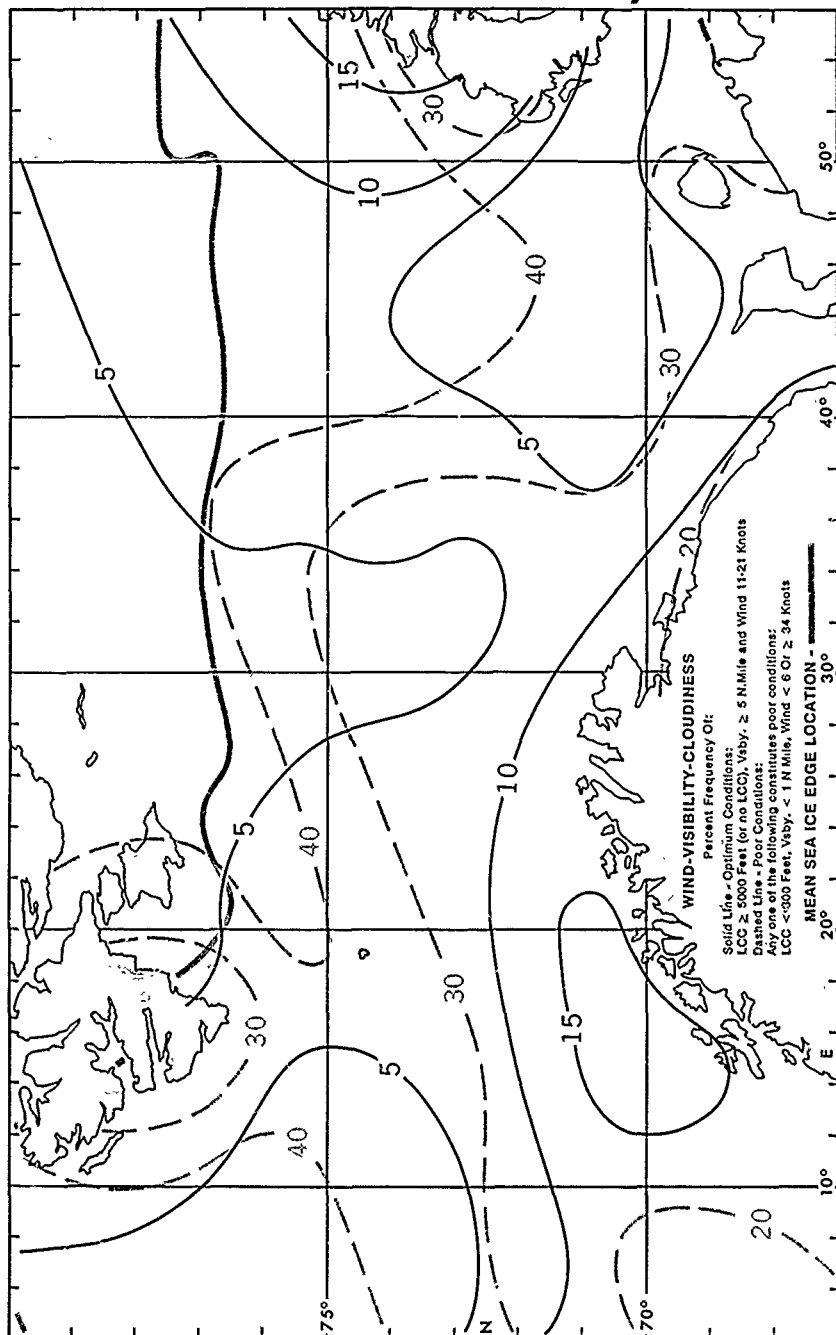 5
15
30
10
40
5
40
30
5
5
30
20
40
10
30
15
5
30
40
20
75°
70°
N
10°
E
20°
30°
40°
50°
WIND-VISIBILITY-CLOUDINESS
Percent Frequency Of:
Solid Line - Optimum Conditions:
LCC ≥ 5000 Feet (or no LCC), Vsby. ≥ 5 N.Mile and Wind 11-21 Knots
Dashed Line - Poor Conditions:
Any one of the following constitutes poor conditions:
LCC < 300 Feet, Vsby. < 1 N Mile, Wind < 6 Or ≥ 34 Knots
MEAN SEA ICE EDGE LOCATION -